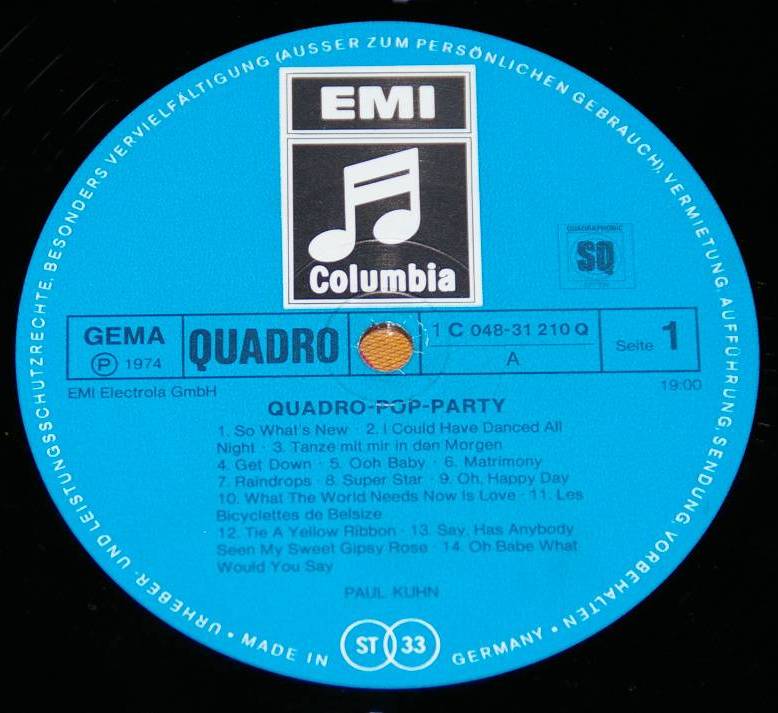 URHEBER- UND LEISTUNGSSCHUTZRECHTE, BESONDERS VERVIELFÄLTIGUNG (AUSSER ZUM PERSÖNLICHEN GEBRAUCH), VERMIETUNG, AUFFÜHRUNG, SENDUNG, VORBEHALTEN •
EMI
Columbia
QUADRAPHONIC
SQ
GEMA
Ⓟ 1974
QUADRO
1 C 048-31 210 Q
A
Seite 1
EMI Electrola GmbH
19:00
QUADRO-POP-PARTY
1. So What's New · 2. I Could Have Danced All
Night · 3. Tanze mit mir in den Morgen
4. Get Down · 5. Ooh Baby · 6. Matrimony
7. Raindrops · 8. Super Star · 9. Oh, Happy Day
10. What The World Needs Now Is Love · 11. Les
Bicyclettes de Belsize
12. Tie A Yellow Ribbon · 13. Say, Has Anybody
Seen My Sweet Gipsy Rose · 14. Oh Babe What
Would You Say
PAUL KUHN
• MADE IN ST 33 GERMANY •